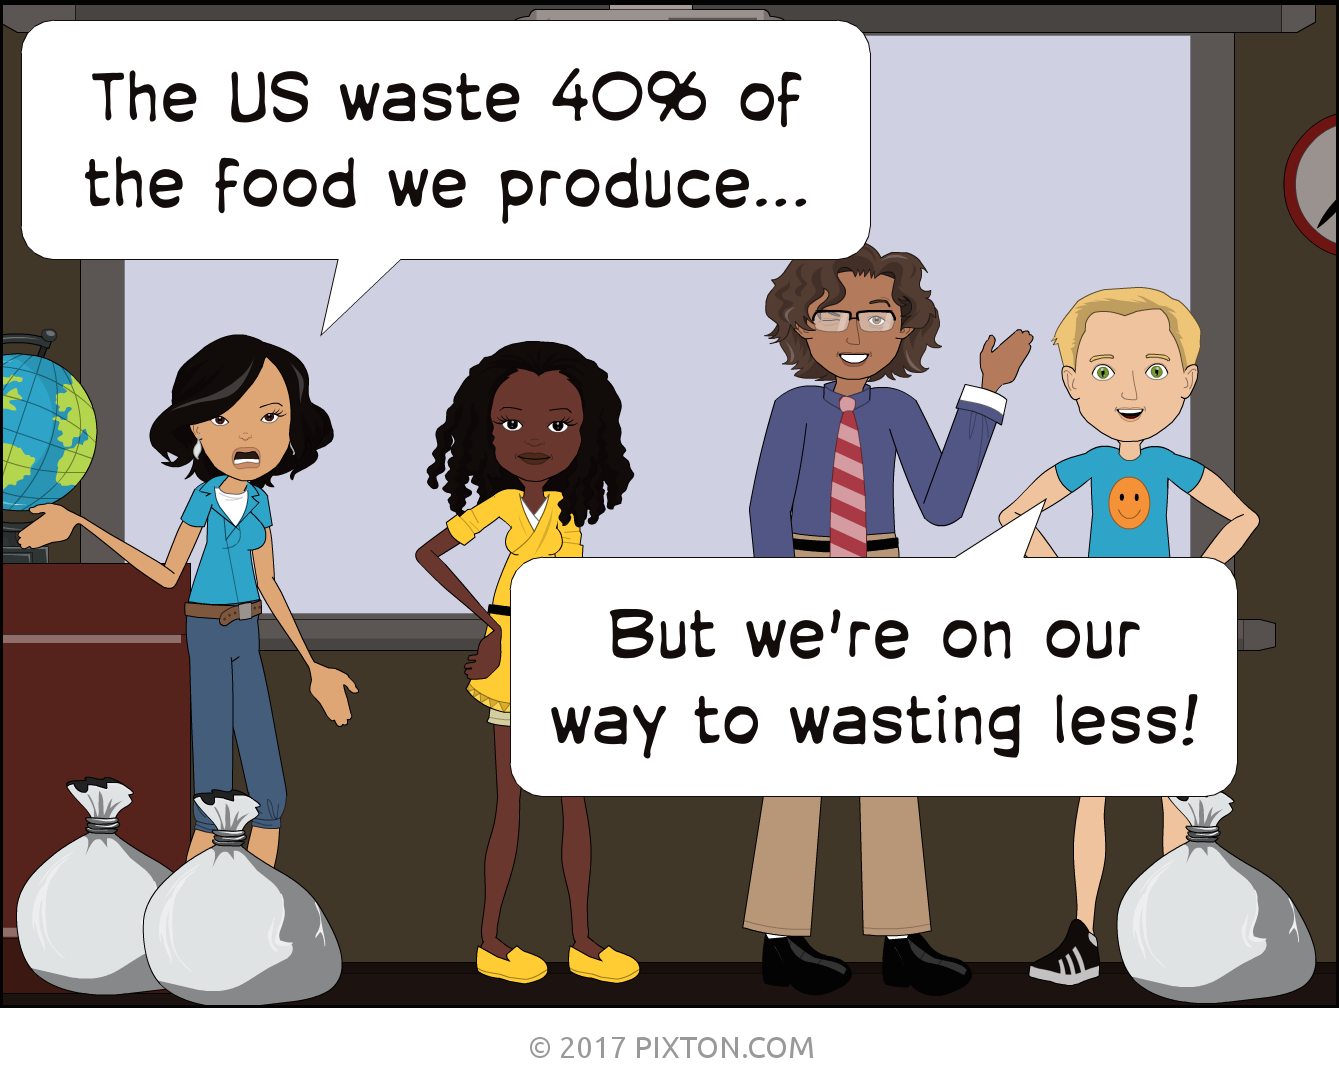 The US waste 40% of
the food we produce...
But we're on our
way to wasting less!
© 2017 PIXTON.COM